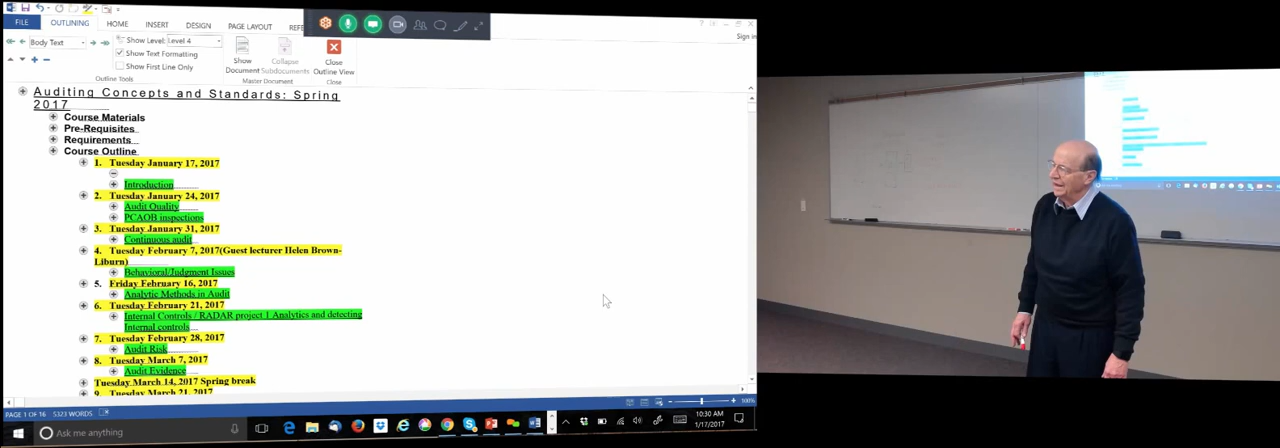 FILE OUTLINING HOME INSERT DESIGN PAGE LAYOUT REFE
Sign in
Body Text
Show Level: Level 4
Show Text Formatting
Show First Line Only
Outline Tools
Show Document
Collapse Subdocuments
Master Document
Close Outline View
Close
Auditing Concepts and Standards: Spring
2017
Course Materials
Pre-Requisites
Requirements
Course Outline
1. Tuesday January 17, 2017
Introduction
2. Tuesday January 24, 2017
Audit Quality
PCAOB inspections
3. Tuesday January 31, 2017
Continuous audit
4. Tuesday February 7, 2017(Guest lecturer Helen Brown-
Liburn)
Behavioral/Judgment Issues
5. Friday February 16, 2017
Analytic Methods in Audit
6. Tuesday February 21, 2017
Internal Controls / RADAR project 1 Analytics and detecting
Internal controls
7. Tuesday February 28, 2017
Audit Risk
8. Tuesday March 7, 2017
Audit Evidence
Tuesday March 14, 2017 Spring break
9. Tuesday March 21, 2017
PAGE 1 OF 16 5323 WORDS
100%
Ask me anything
10:30 AM
1/17/2017